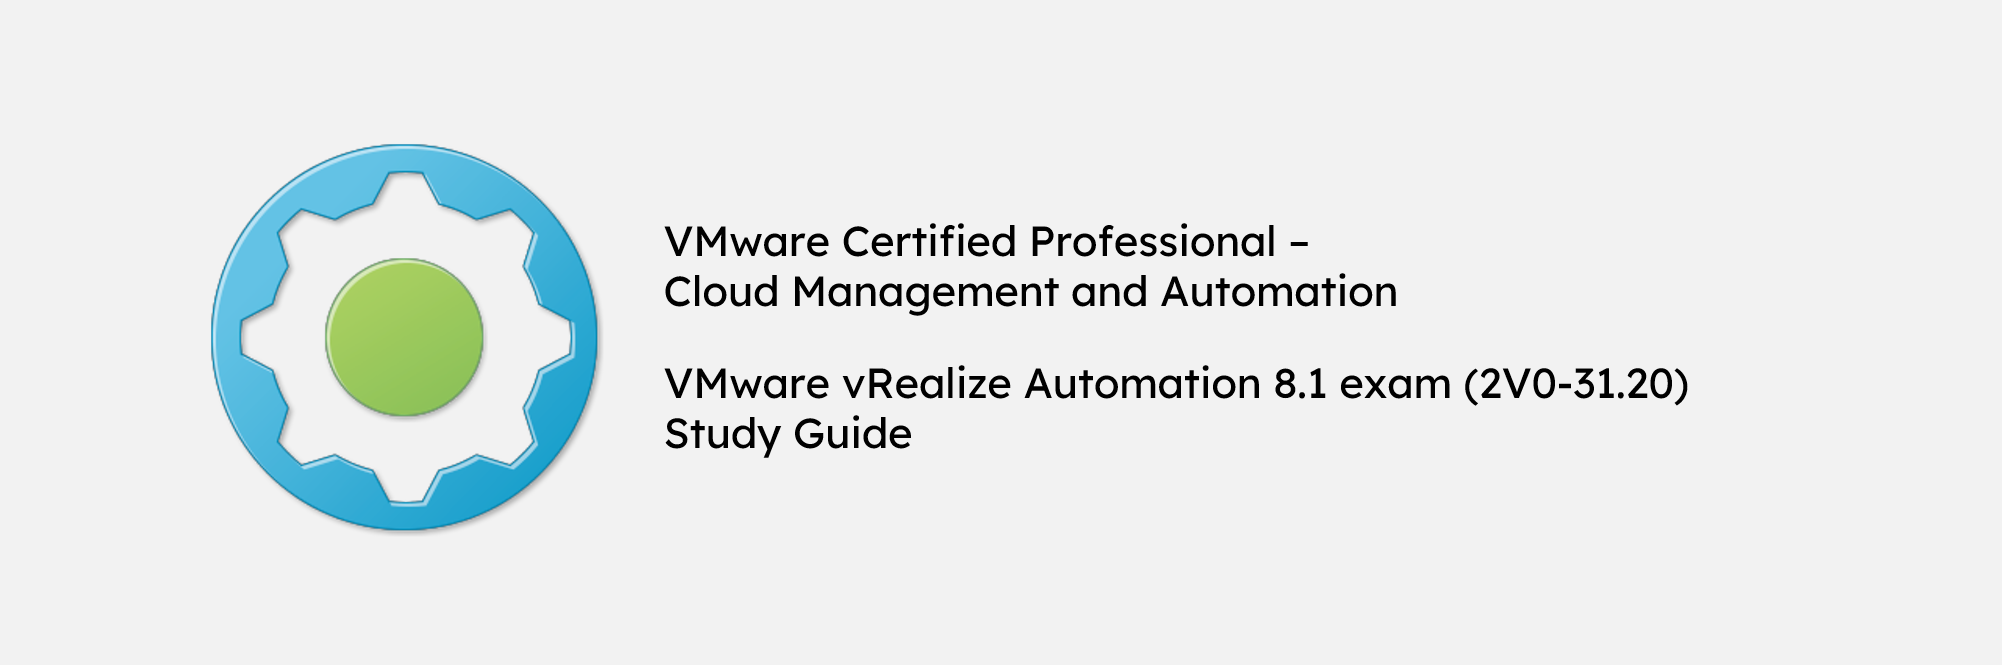 VMware Certified Professional –
Cloud Management and Automation
VMware vRealize Automation 8.1 exam (2V0-31.20)
Study Guide